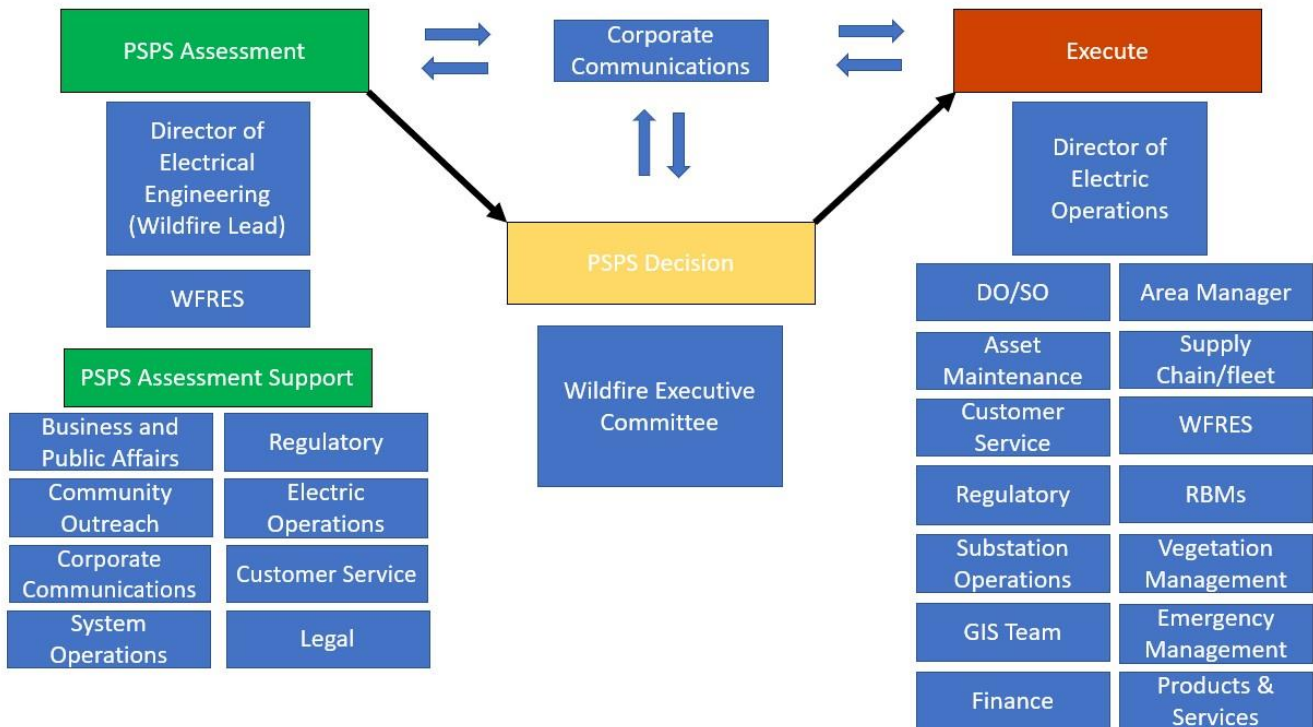 PSPS Assessment
Corporate
Communications
Execute
Director of
Electrical
Engineering
(Wildfire Lead)
WFRES
PSPS Assessment Support
Business and
Public Affairs
Regulatory
Community
Outreach
Electric
Operations
Corporate
Communications
Customer Service
System
Operations
Legal
PSPS Decision
Wildfire Executive
Committee
Director of
Electric
Operations
DO/SO
Area Manager
Asset
Maintenance
Supply
Chain/fleet
Customer
Service
WFRES
Regulatory
RBMs
Substation
Operations
Vegetation
Management
GIS Team
Emergency
Management
Finance
Products &
Services